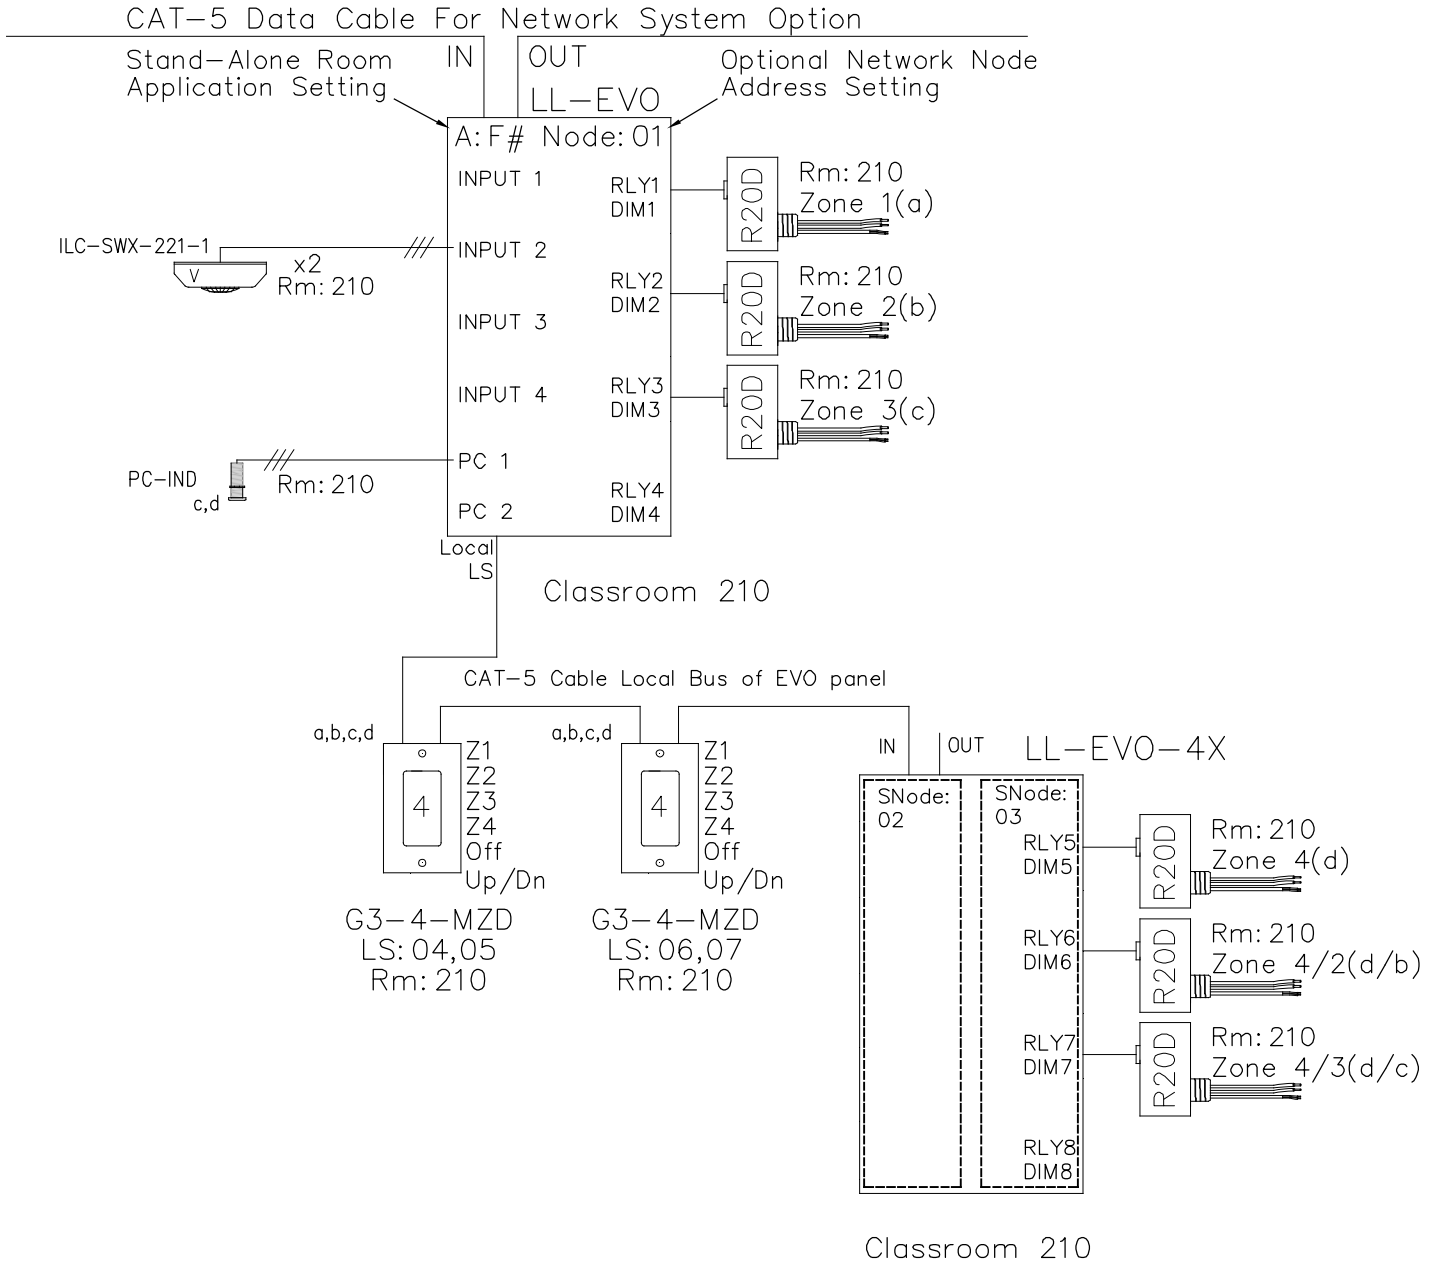 CAT-5 Data Cable For Network System Option
Stand-Alone Room
Application Setting
IN
OUT
Optional Network Node
Address Setting
LL-EVO
A: F# Node: 01
INPUT 1
INPUT 2
INPUT 3
INPUT 4
PC 1
PC 2
RLY1
DIM1
RLY2
DIM2
RLY3
DIM3
RLY4
DIM4
R20D
Rm: 210
Zone 1(a)
R20D
Rm: 210
Zone 2(b)
R20D
Rm: 210
Zone 3(c)
ILC-SWX-221-1
V
x2
Rm: 210
PC-IND
c,d
Rm: 210
Local
LS
Classroom 210
CAT-5 Cable Local Bus of EVO panel
a,b,c,d
4
Z1
Z2
Z3
Z4
Off
Up/Dn
G3-4-MZD
LS: 04,05
Rm: 210
a,b,c,d
4
Z1
Z2
Z3
Z4
Off
Up/Dn
G3-4-MZD
LS: 06,07
Rm: 210
IN
OUT
LL-EVO-4X
SNode:
02
SNode:
03
RLY5
DIM5
RLY6
DIM6
RLY7
DIM7
RLY8
DIM8
R20D
Rm: 210
Zone 4(d)
R20D
Rm: 210
Zone 4/2(d/b)
R20D
Rm: 210
Zone 4/3(d/c)
Classroom 210